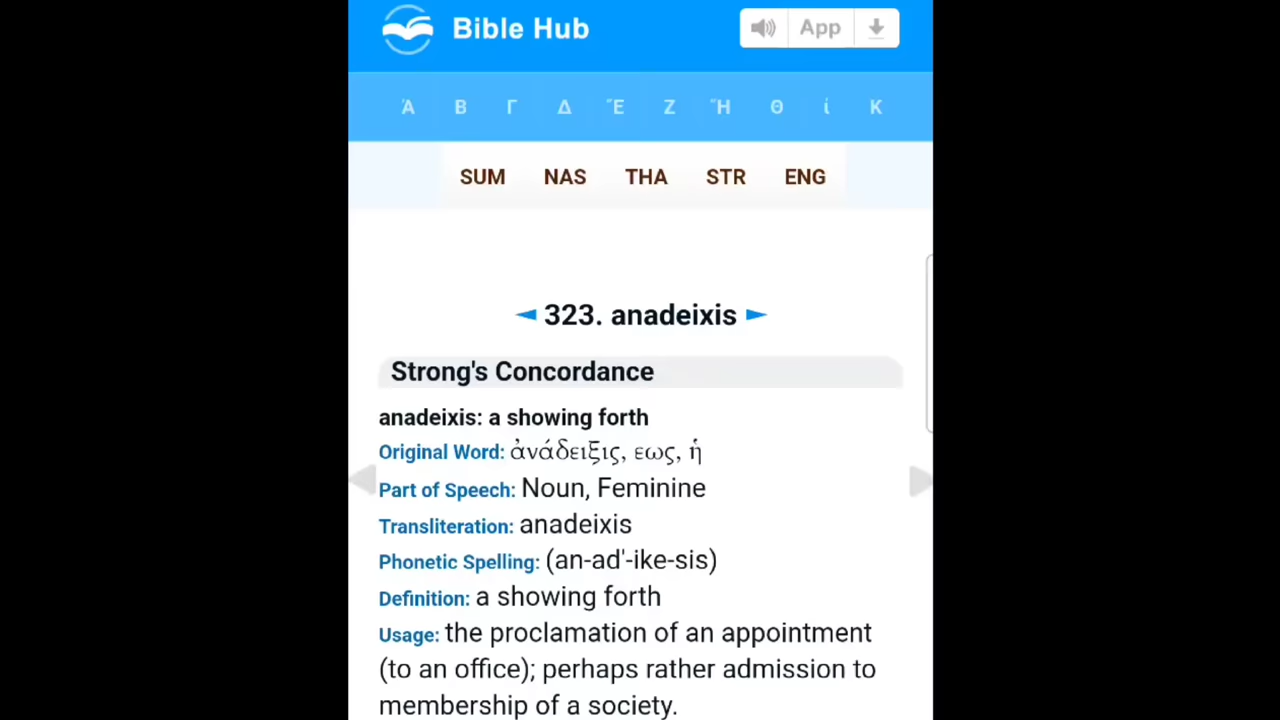 Bible Hub
App
Ἀ Β Γ Δ Ἔ Ζ Ἤ Θ ἰ Κ
SUM NAS THA STR ENG
◄ 323. anadeixis ►
Strong's Concordance
anadeixis: a showing forth
Original Word: ἀνάδειξις, εως, ἡ
Part of Speech: Noun, Feminine
Transliteration: anadeixis
Phonetic Spelling: (an-ad'-ike-sis)
Definition: a showing forth
Usage: the proclamation of an appointment
(to an office); perhaps rather admission to
membership of a society.